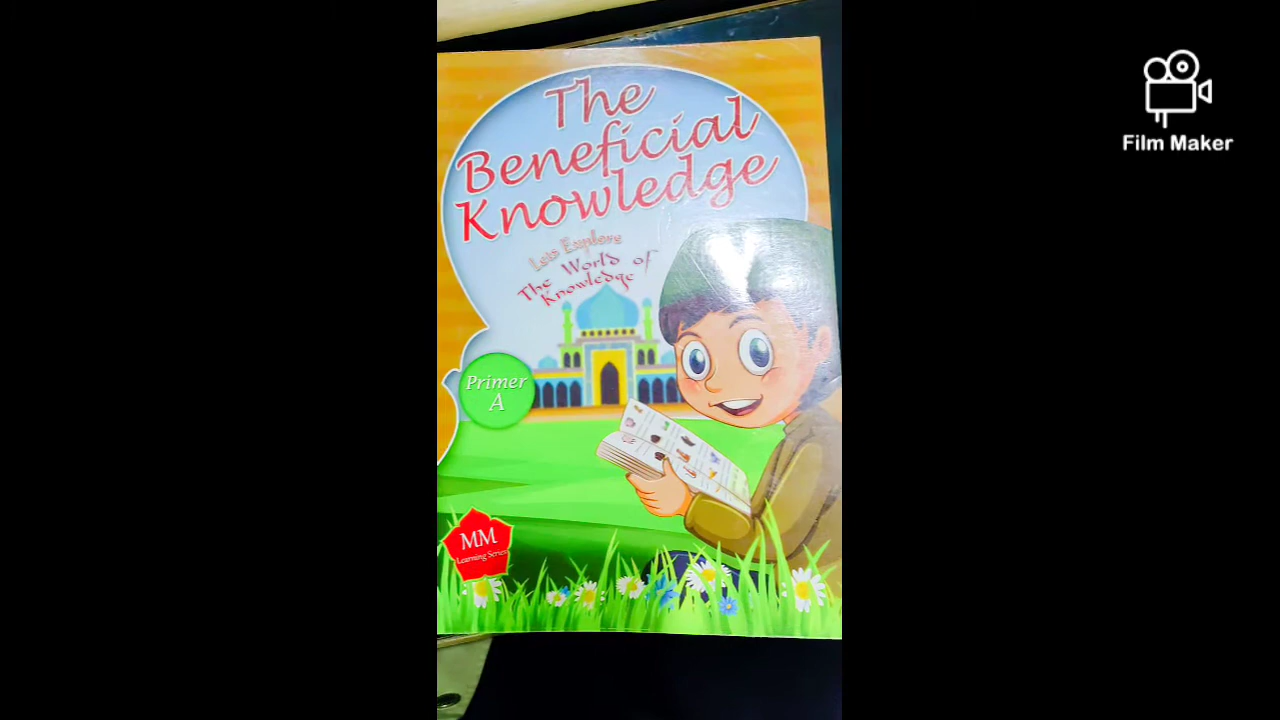 The
Beneficial
Knowledge
Lets Explore
The World of
Knowledge
Primer
A
MM
Learning Series
Film Maker